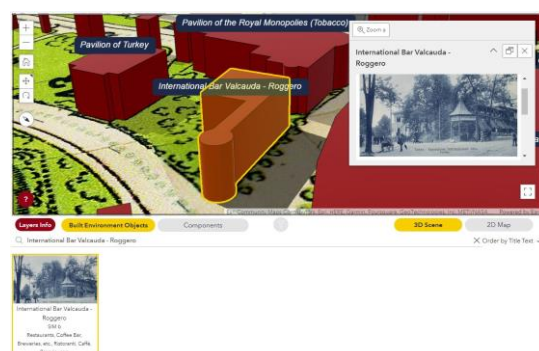 Pavilion of the Royal Monopolies (Tobacco)
Pavilion of Turkey
International Bar Valcauda - Roggero
Zoom a
International Bar Valcauda -
Roggero
?
Layers Info
Built Environment Objects
Components
3D Scene
2D Map
International Bar Valcauda - Roggero
Order by Title Text
International Bar Valcauda -
Roggero
Restaurants, Coffee Bar,
Breweries, etc., Ristoranti, Caffè,